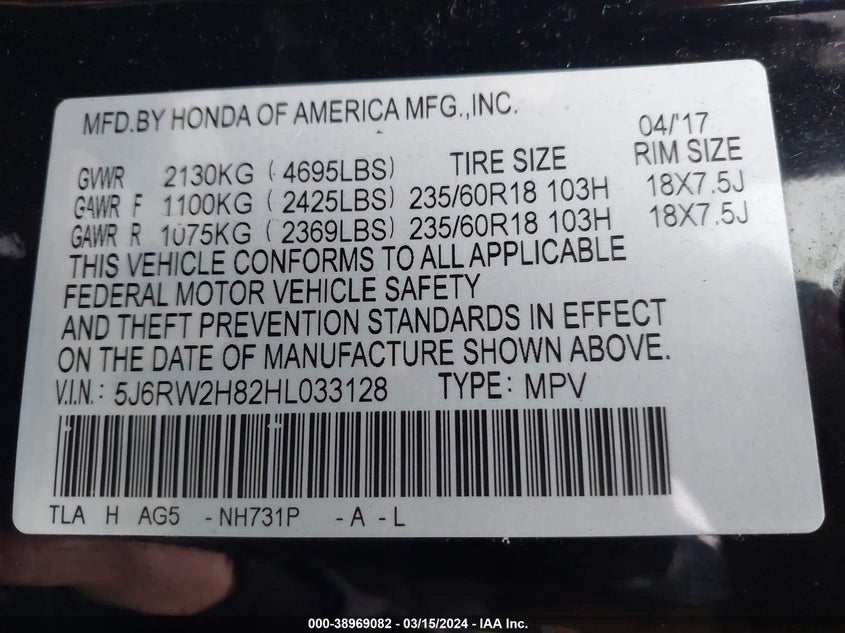 MFD.BY HONDA OF AMERICA MFG.,INC.
04/'17
GVWR 2130KG ( 4695LBS) TIRE SIZE RIM SIZE
GAWR F 1100KG ( 2425LBS) 235/60R18 103H 18X7.5J
GAWR R 1075KG ( 2369LBS) 235/60R18 103H 18X7.5J
THIS VEHICLE CONFORMS TO ALL APPLICABLE
FEDERAL MOTOR VEHICLE SAFETY
AND THEFT PREVENTION STANDARDS IN EFFECT
ON THE DATE OF MANUFACTURE SHOWN ABOVE.
V.I.N.: 5J6RW2H82HL033128 TYPE: MPV
TLA H AG5 - NH731P - A - L
000-38969082 - 03/15/2024 - IAA Inc.